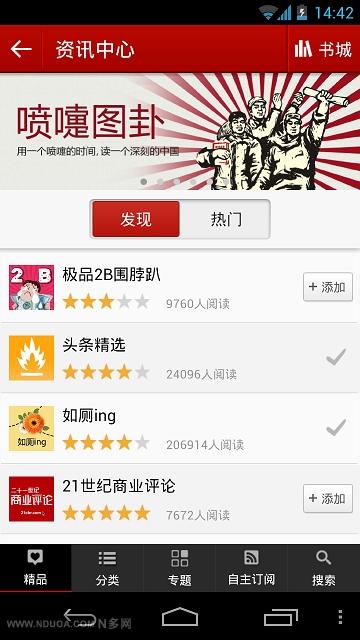 14:42
资讯中心
书城
喷嚏图卦
用一个喷嚏的时间,读一个深刻的中国
发现
热门
2 B
极品2B围脖趴
9760人阅读
+ 添加
头条精选
24096人阅读
如厕ing
如厕ing
206914人阅读
二十一世纪
商业评论
21cbr.com
21世纪商业评论
7672人阅读
+ 添加
精品
分类
专题
自主订阅
搜索
WWW.NDUOA.COM N多网